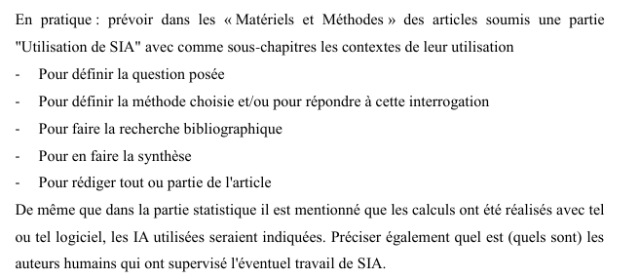 En pratique : prévoir dans les « Matériels et Méthodes » des articles soumis une partie
"Utilisation de SIA" avec comme sous-chapitres les contextes de leur utilisation
- Pour définir la question posée
- Pour définir la méthode choisie et/ou pour répondre à cette interrogation
- Pour faire la recherche bibliographique
- Pour en faire la synthèse
- Pour rédiger tout ou partie de l'article
De même que dans la partie statistique il est mentionné que les calculs ont été réalisés avec tel
ou tel logiciel, les IA utilisées seraient indiquées. Préciser également quel est (quels sont) les
auteurs humains qui ont supervisé l'éventuel travail de SIA.